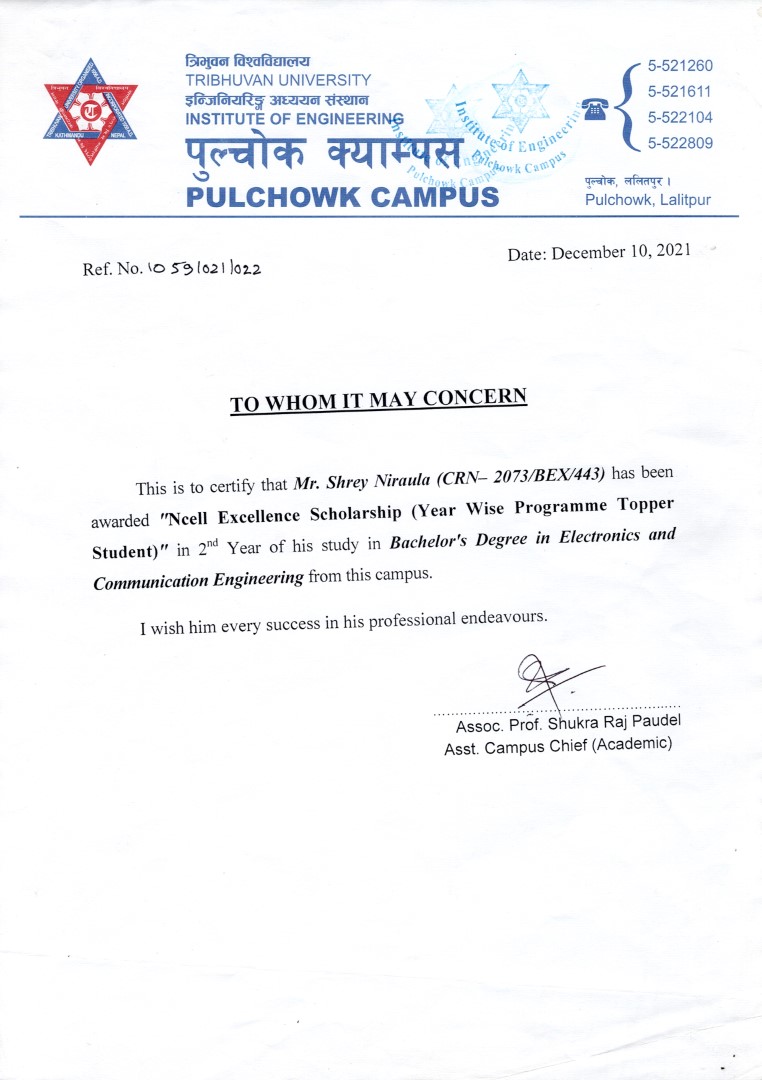 त्रिभुवन विश्वविद्यालय
TRIBHUVAN UNIVERSITY
इन्जिनियरिङ्ग अध्ययन संस्थान
INSTITUTE OF ENGINEERING
पुल्चोक क्याम्पस
PULCHOWK CAMPUS
Institute of Engineering
Pulchowk Campus
5-521260
5-521611
5-522104
5-522809
पुल्चोक, ललितपुर ।
Pulchowk, Lalitpur
Ref. No. 1059/021/022
Date: December 10, 2021
TO WHOM IT MAY CONCERN
This is to certify that Mr. Shrey Niraula (CRN– 2073/BEX/443) has been
awarded "Ncell Excellence Scholarship (Year Wise Programme Topper
Student)" in 2nd Year of his study in Bachelor's Degree in Electronics and
Communication Engineering from this campus.
I wish him every success in his professional endeavours.
Assoc. Prof. Shukra Raj Paudel
Asst. Campus Chief (Academic)